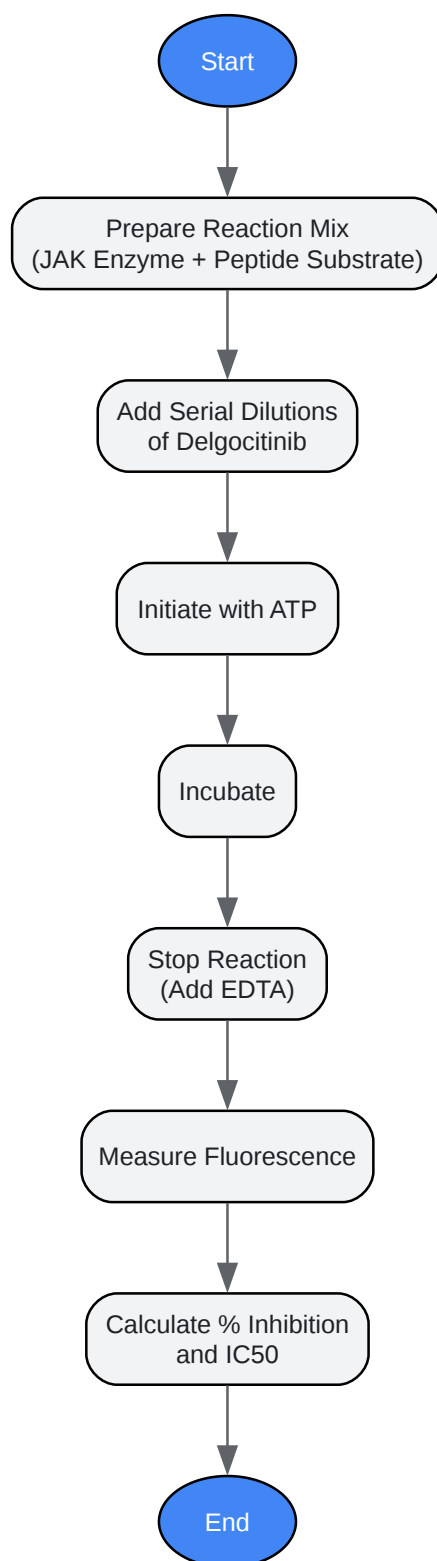 Start
Prepare Reaction Mix
(JAK Enzyme + Peptide Substrate)
Add Serial Dilutions
of Delgocitinib
Initiate with ATP
Incubate
Stop Reaction
(Add EDTA)
Measure Fluorescence
Calculate % Inhibition
and IC50
End